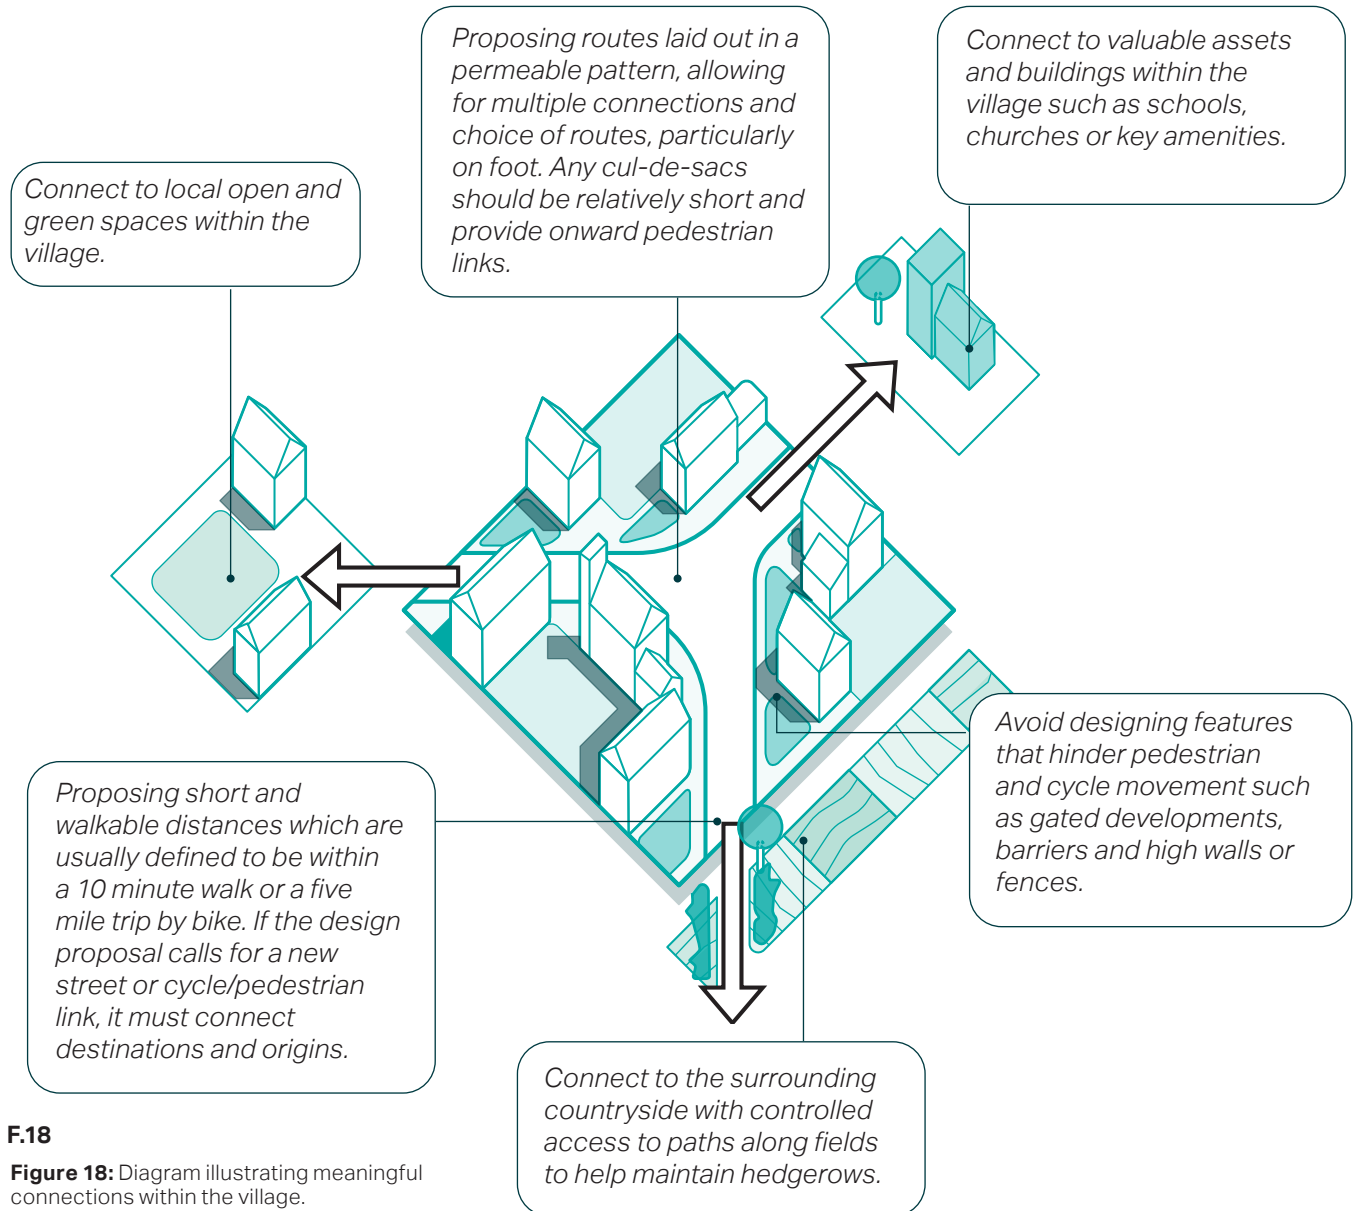 Proposing routes laid out in a
permeable pattern, allowing
for multiple connections and
choice of routes, particularly
on foot. Any cul-de-sacs
should be relatively short and
provide onward pedestrian
links.
Connect to valuable assets
and buildings within the
village such as schools,
churches or key amenities.
Connect to local open and
green spaces within the
village.
Avoid designing features
that hinder pedestrian
and cycle movement such
as gated developments,
barriers and high walls or
fences.
Proposing short and
walkable distances which are
usually defined to be within
a 10 minute walk or a five
mile trip by bike. If the design
proposal calls for a new
street or cycle/pedestrian
link, it must connect
destinations and origins.
Connect to the surrounding
countryside with controlled
access to paths along fields
to help maintain hedgerows.
F.18
Figure 18: Diagram illustrating meaningful
connections within the village.